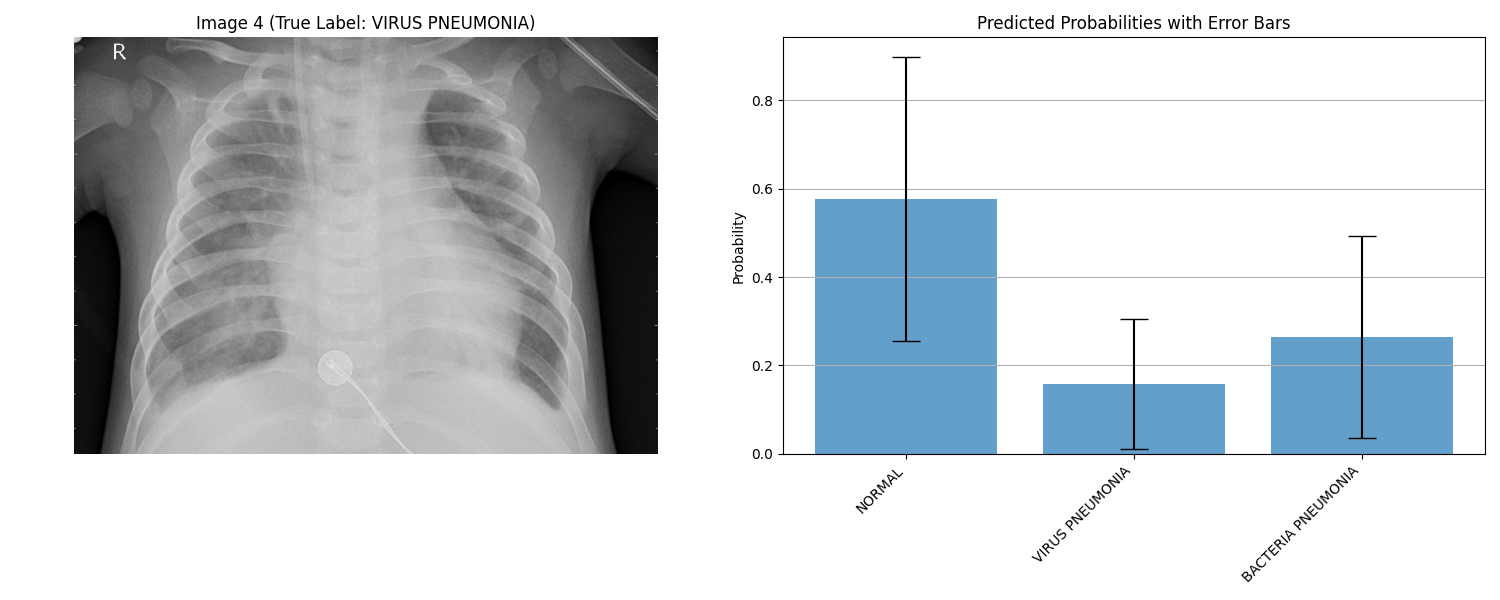 Image 4 (True Label: VIRUS PNEUMONIA)
R
Predicted Probabilities with Error Bars
Probability
0.8
0.6
0.4
0.2
0.0
NORMAL
VIRUS PNEUMONIA
BACTERIA PNEUMONIA